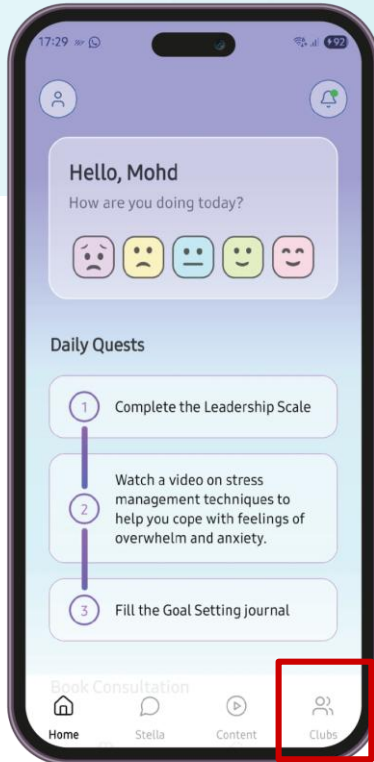 17:29
92
Hello, Mohd
How are you doing today?
Daily Quests
1
Complete the Leadership Scale
2
Watch a video on stress
management techniques to
help you cope with feelings of
overwhelm and anxiety.
3
Fill the Goal Setting journal
Book Consultation
Home
Stella
Content
Clubs